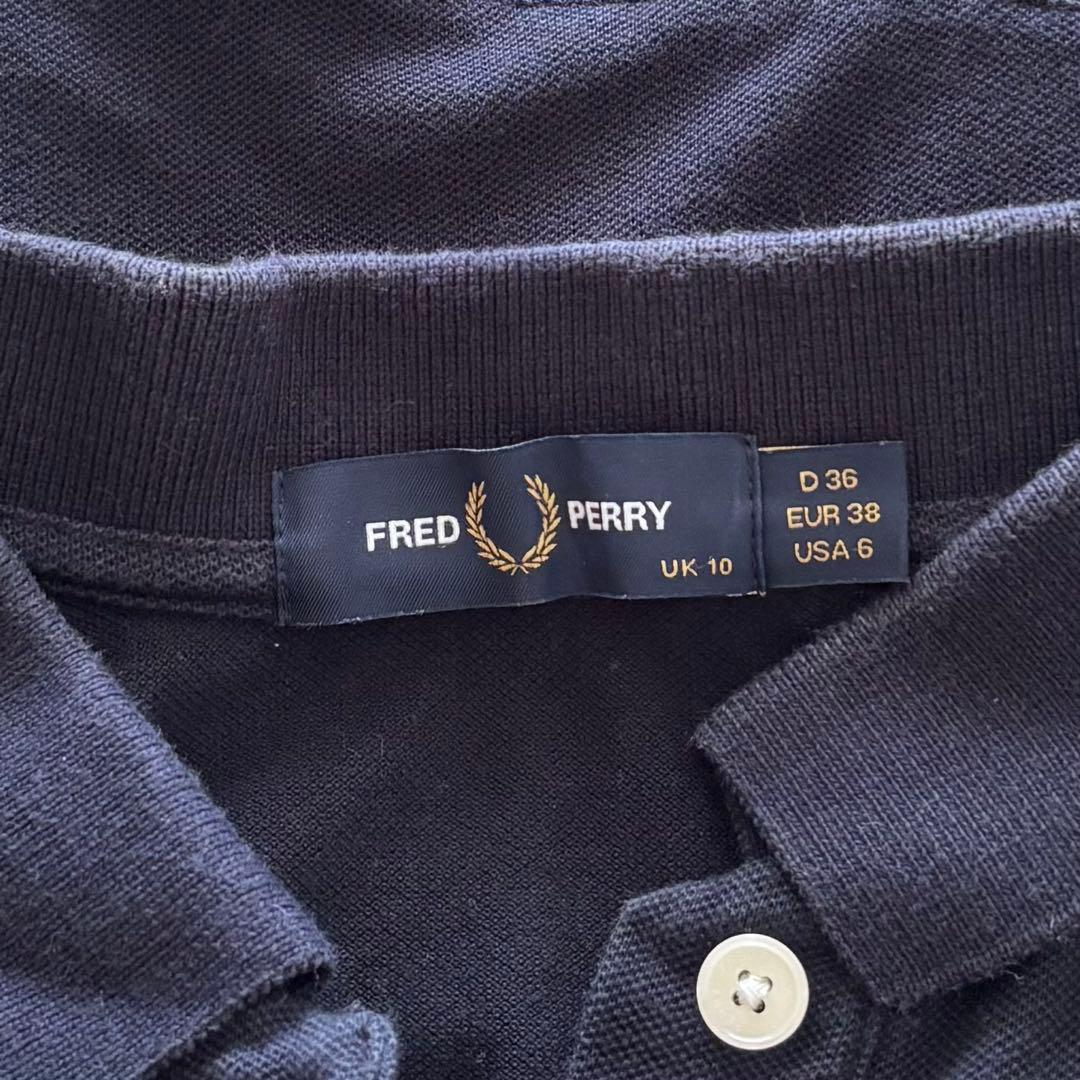 FRED PERRY
UK 10
D 36
EUR 38
USA 6